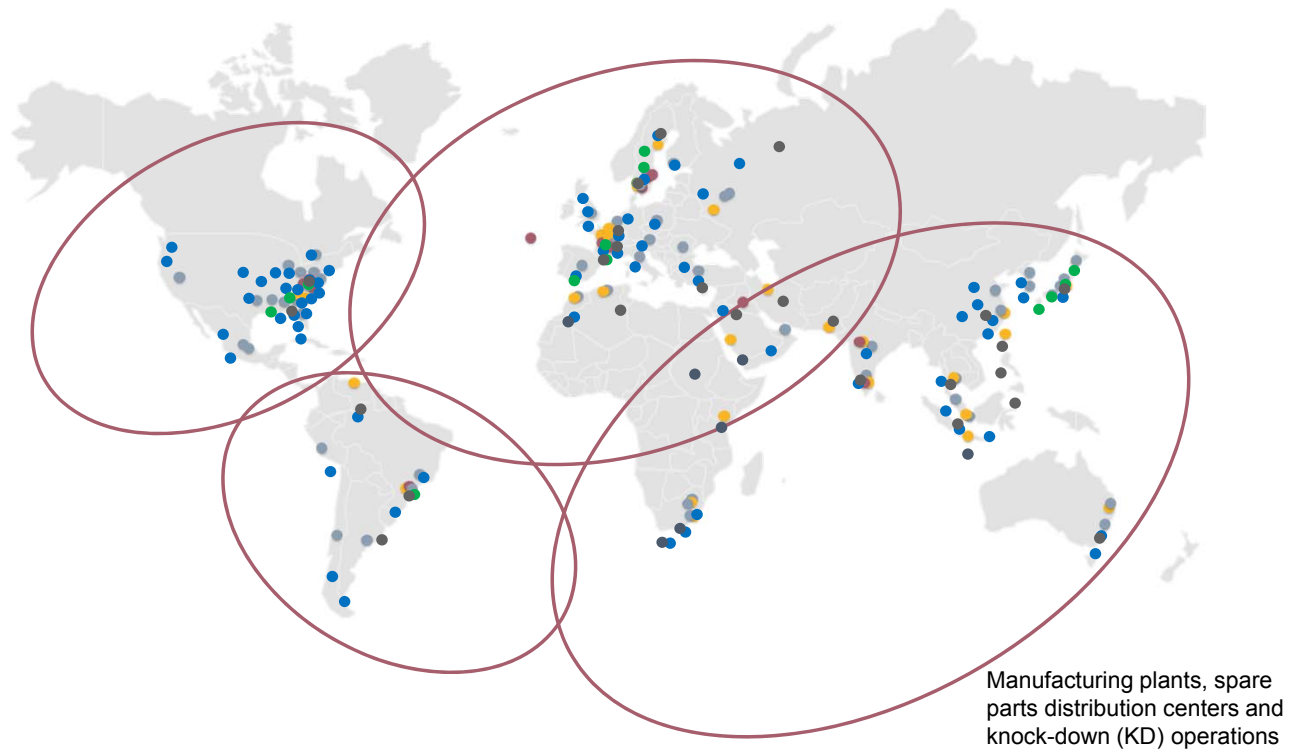 Manufacturing plants, spare
parts distribution centers and
knock-down (KD) operations